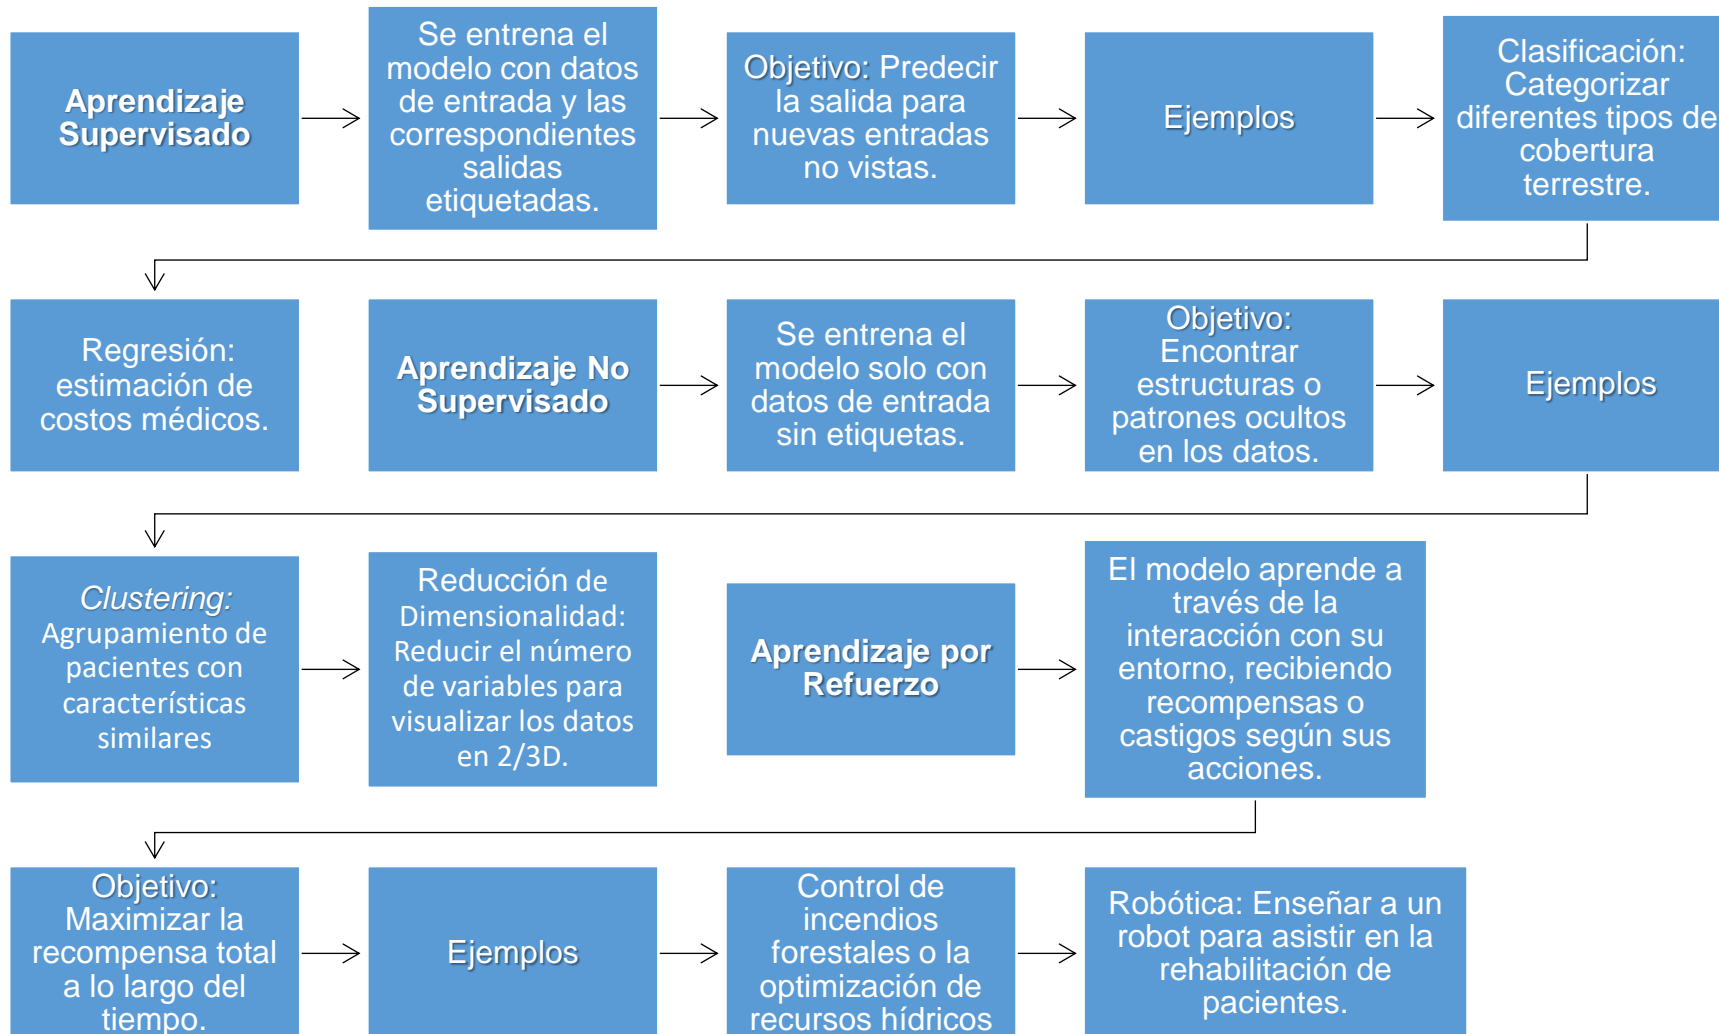 Aprendizaje
Supervisado
Se entrena el
modelo con datos
de entrada y las
correspondientes
salidas
etiquetadas.
Objetivo: Predecir
la salida para
nuevas entradas
no vistas.
Ejemplos
Clasificación:
Categorizar
diferentes tipos de
cobertura
terrestre.
Regresión:
estimación de
costos médicos.
Aprendizaje No
Supervisado
Se entrena el
modelo solo con
datos de entrada
sin etiquetas.
Objetivo:
Encontrar
estructuras o
patrones ocultos
en los datos.
Ejemplos
Clustering:
Agrupamiento de
pacientes con
características
similares
Reducción de
Dimensionalidad:
Reducir el número
de variables para
visualizar los datos
en 2/3D.
Aprendizaje por
Refuerzo
El modelo aprende a
través de la
interacción con su
entorno, recibiendo
recompensas o
castigos según sus
acciones.
Objetivo:
Maximizar la
recompensa total
a lo largo del
tiempo.
Ejemplos
Control de
incendios
forestales o la
optimización de
recursos hídricos
Robótica: Enseñar a un
robot para asistir en la
rehabilitación de
pacientes.